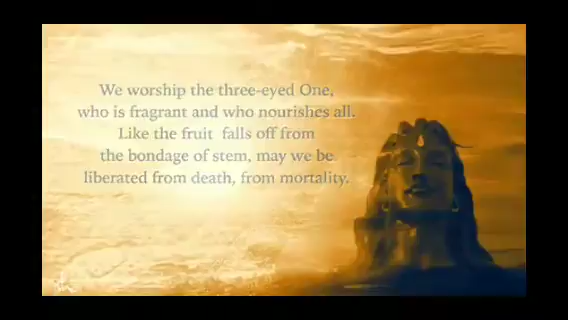 We worship the three-eyed One,
who is fragrant and who nourishes all.
Like the fruit falls off from
the bondage of stem, may we be
liberated from death, from mortality.